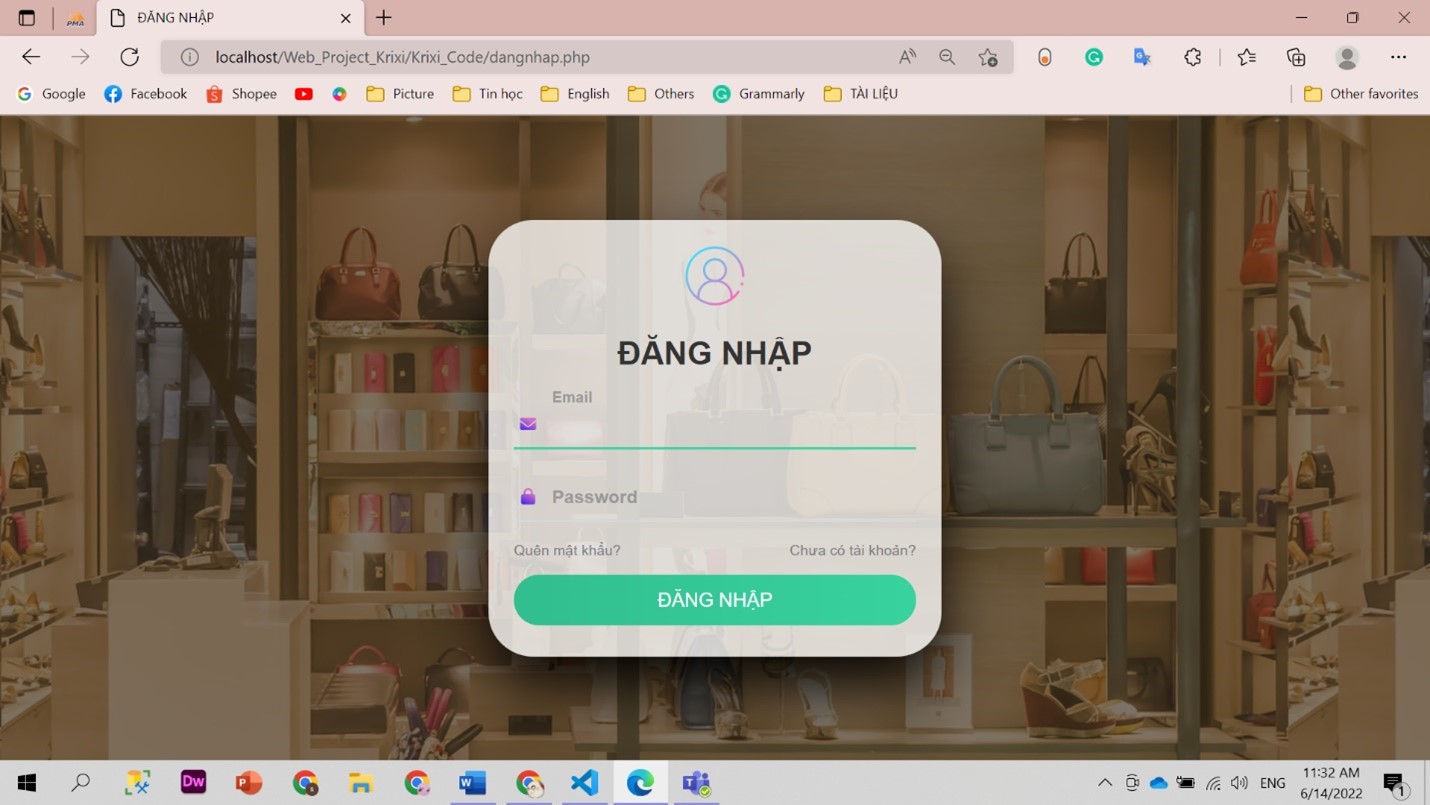 PMA
ĐĂNG NHẬP
localhost/Web_Project_Krixi/Krixi_Code/dangnhap.php
Google
Facebook
Shopee
Picture
Tin học
English
Others
Grammarly
TÀI LIỆU
Other favorites
ĐĂNG NHẬP
Email
Password
Quên mật khẩu?
Chưa có tài khoản?
ĐĂNG NHẬP
Dw
ENG
11:32 AM
6/14/2022
1